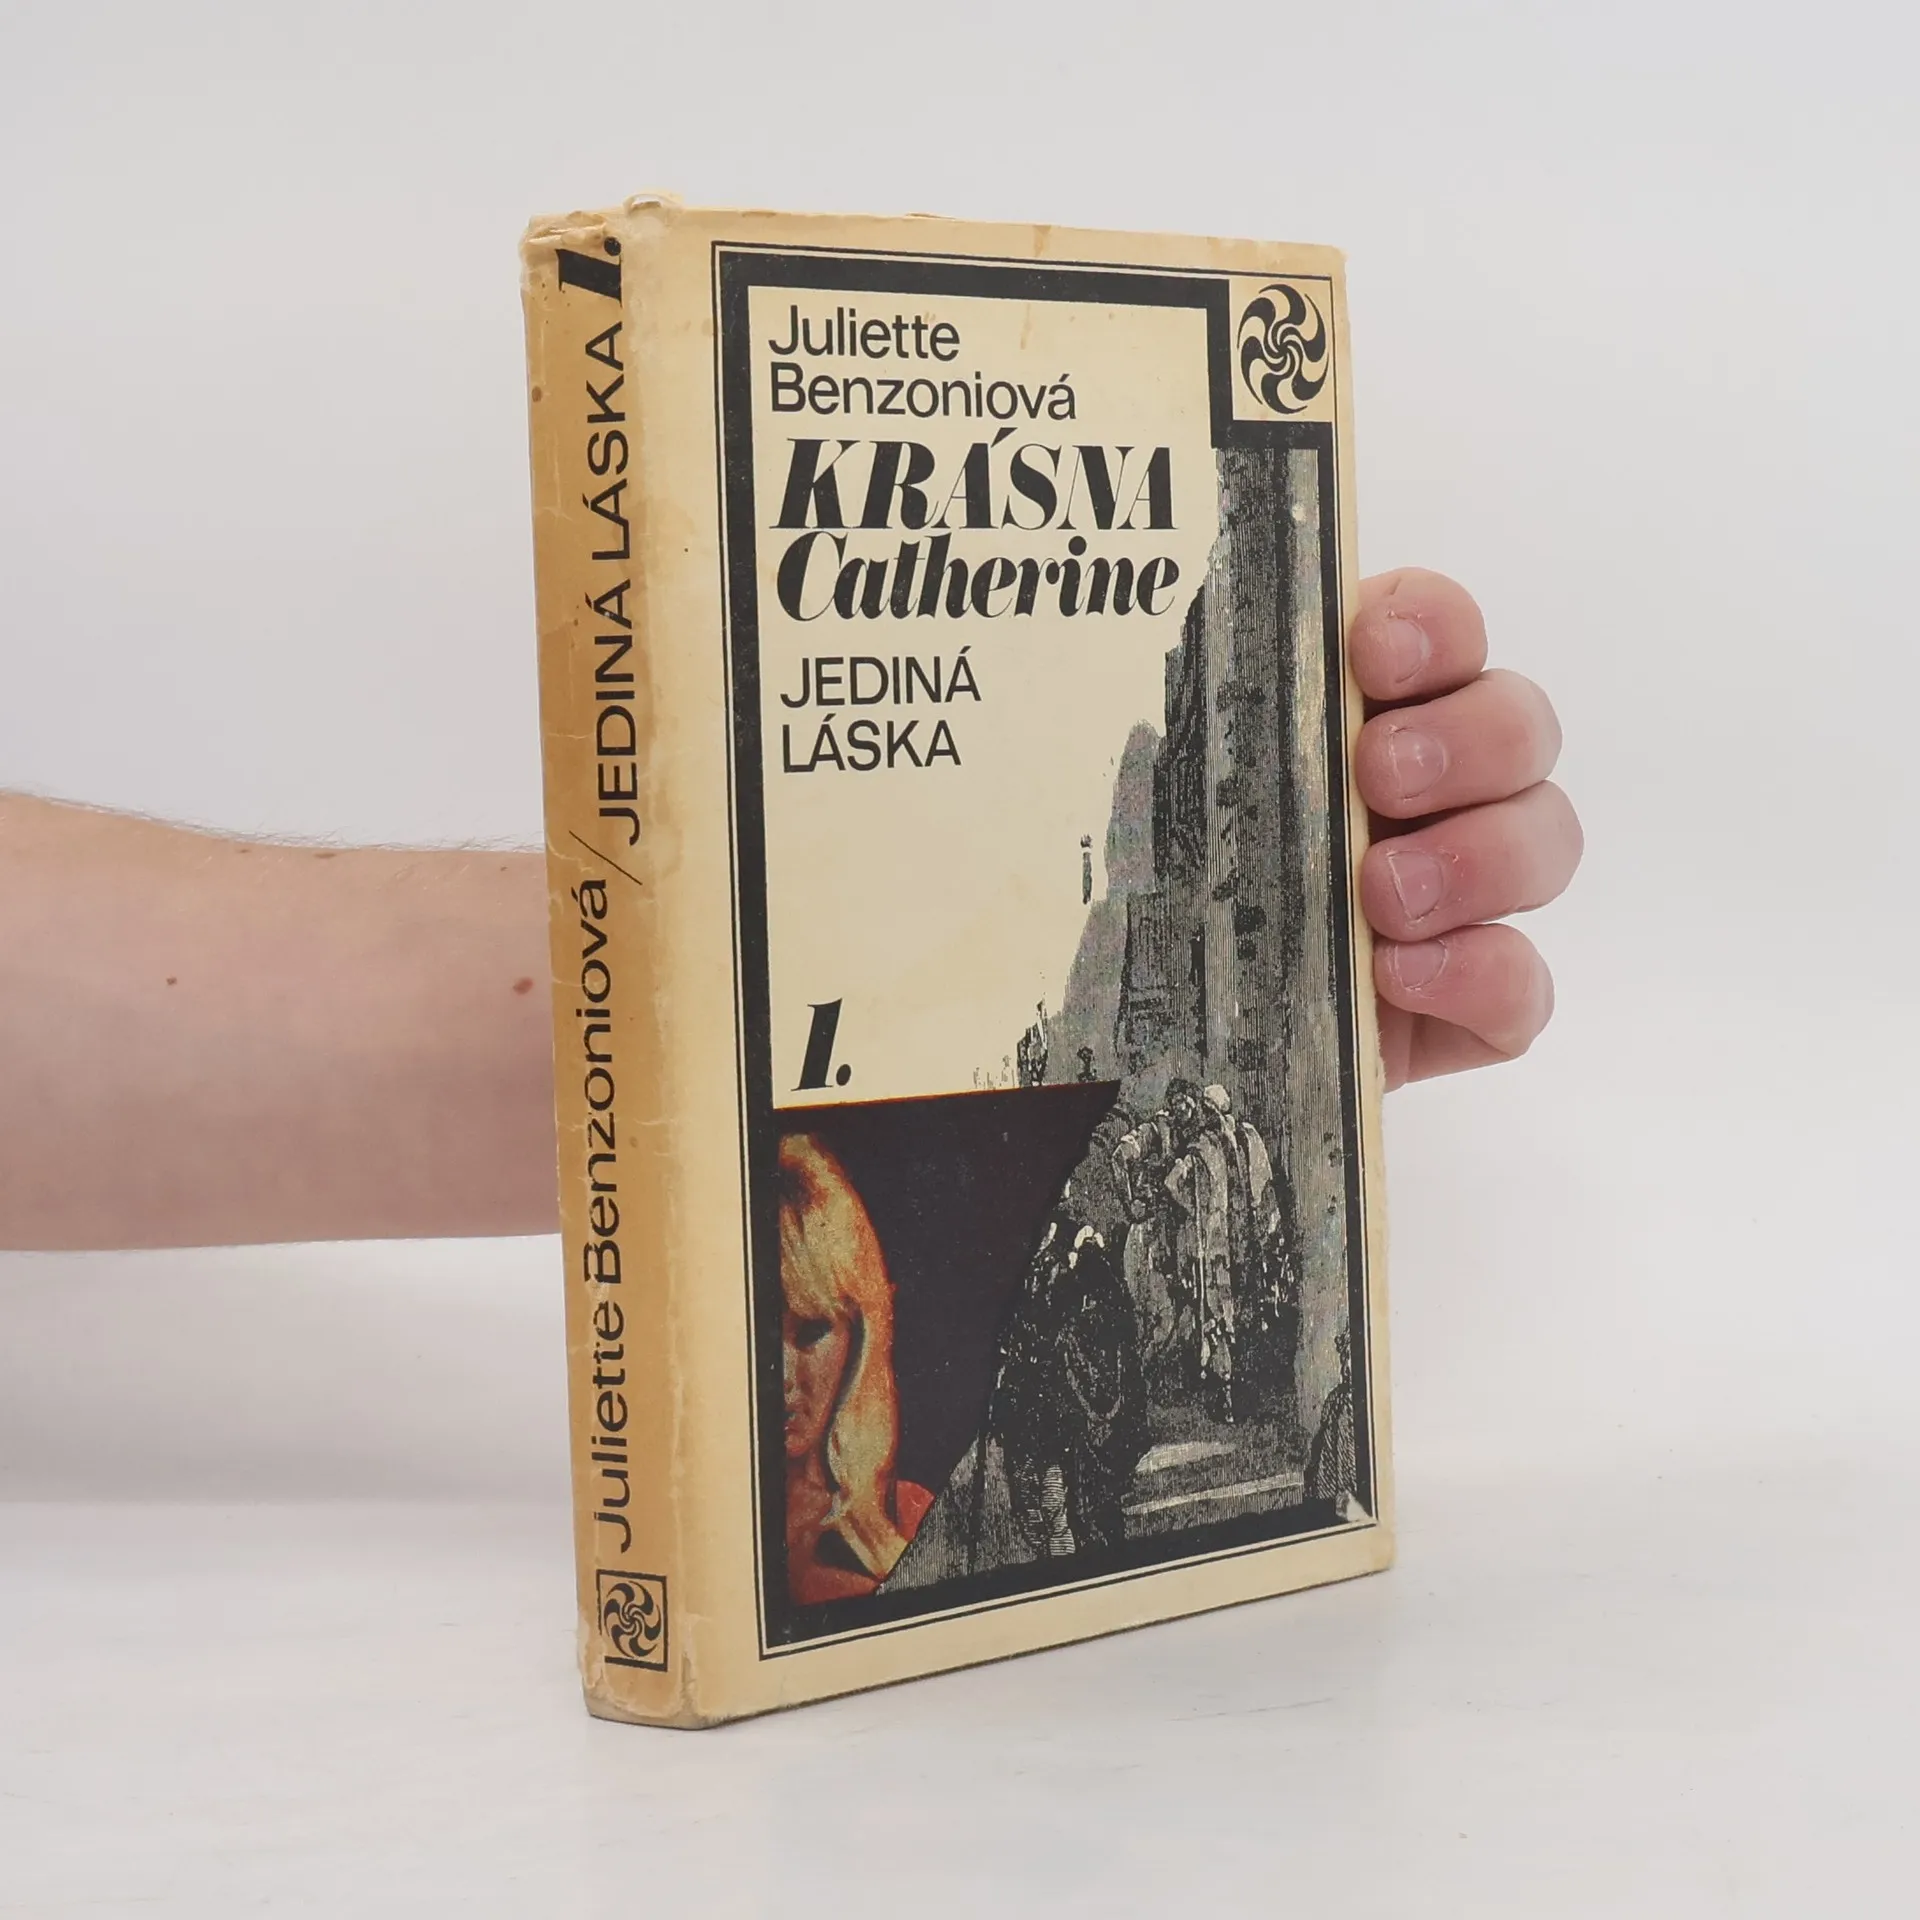 Juliette
Benzoniová
KRÁSNA
Catherine
JEDINÁ
LÁSKA
1.
Juliette Benzoniová / JEDINÁ LÁSKA 1.